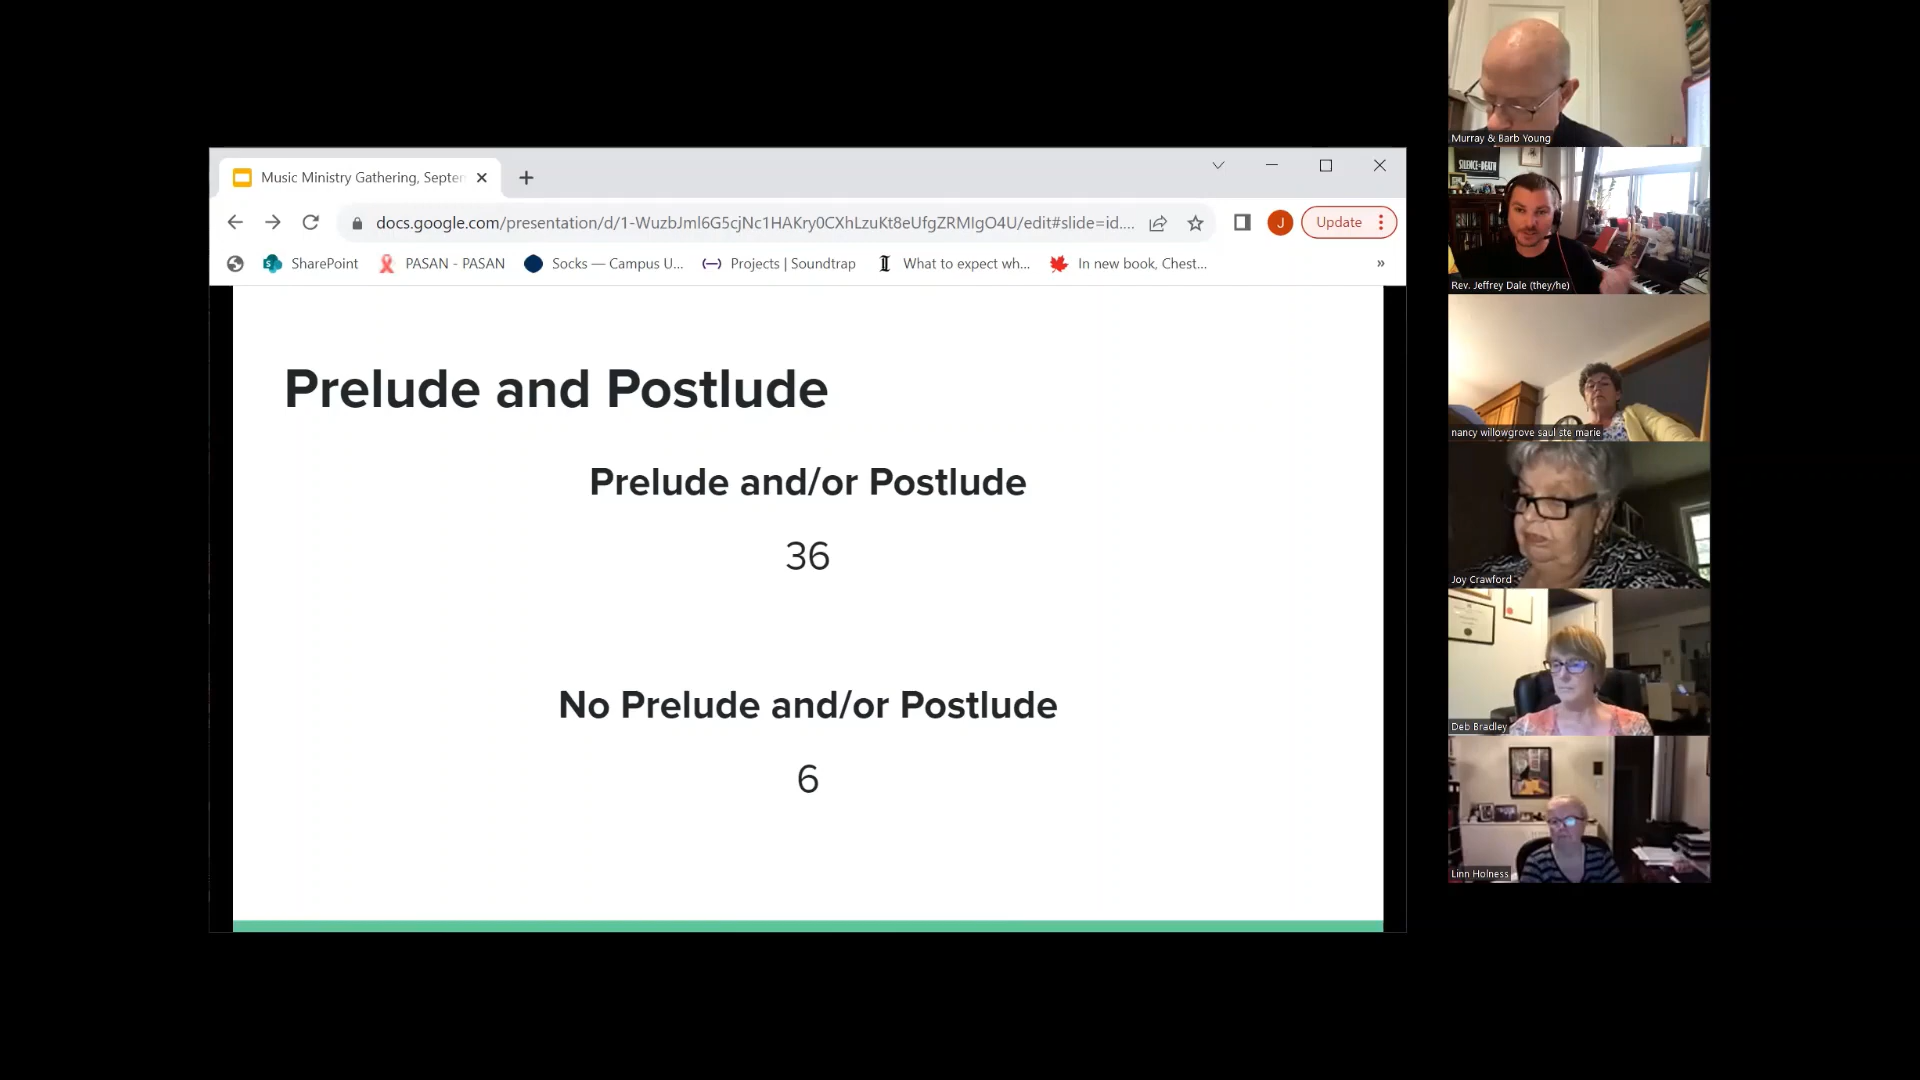 Music Ministry Gathering, Septem
docs.google.com/presentation/d/1-WuzbJml6G5cjNc1HAKry0CXhLzuKt8eUfgZRMIgO4U/edit#slide=id....
J
Update
SharePoint
PASAN - PASAN
Socks — Campus U...
Projects | Soundtrap
What to expect wh...
In new book, Chest...
»
Prelude and Postlude
Prelude and/or Postlude
36
No Prelude and/or Postlude
6
Murray & Barb Young
SILENCE=DEATH
Rev. Jeffrey Dale (they/he)
nancy willowgrove saul ste marie
Joy Crawford
Deb Bradley
Linn Holness